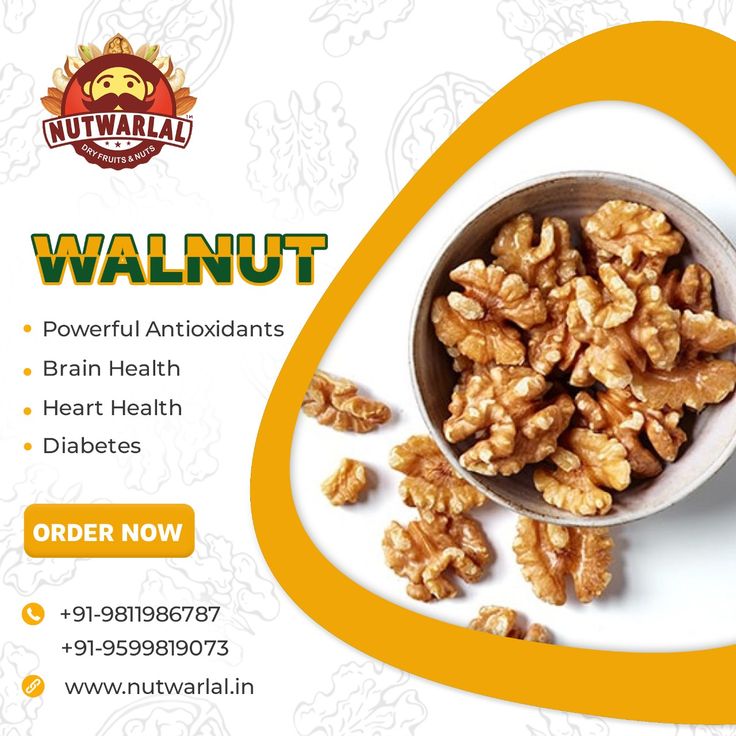 NUTWARLAL™
DRY FRUITS & NUTS
WALNUT
Powerful Antioxidants
Brain Health
Heart Health
Diabetes
ORDER NOW
+91-9811986787
+91-9599819073
www.nutwarlal.in